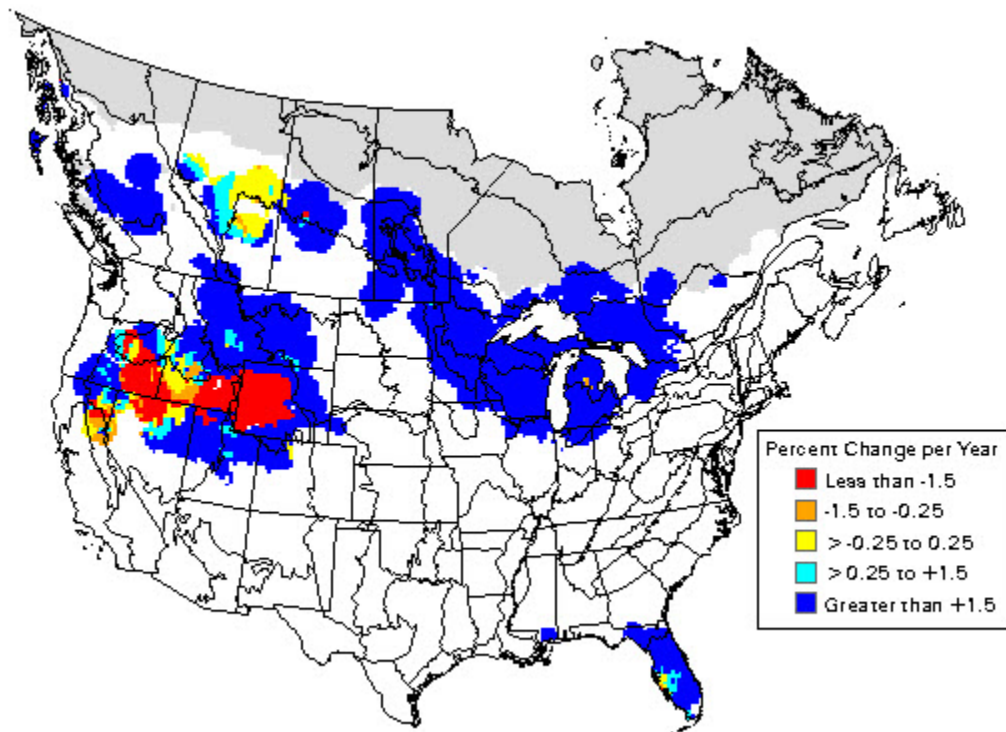 Percent Change per Year
Less than -1.5
-1.5 to -0.25
> -0.25 to 0.25
> 0.25 to +1.5
Greater than +1.5